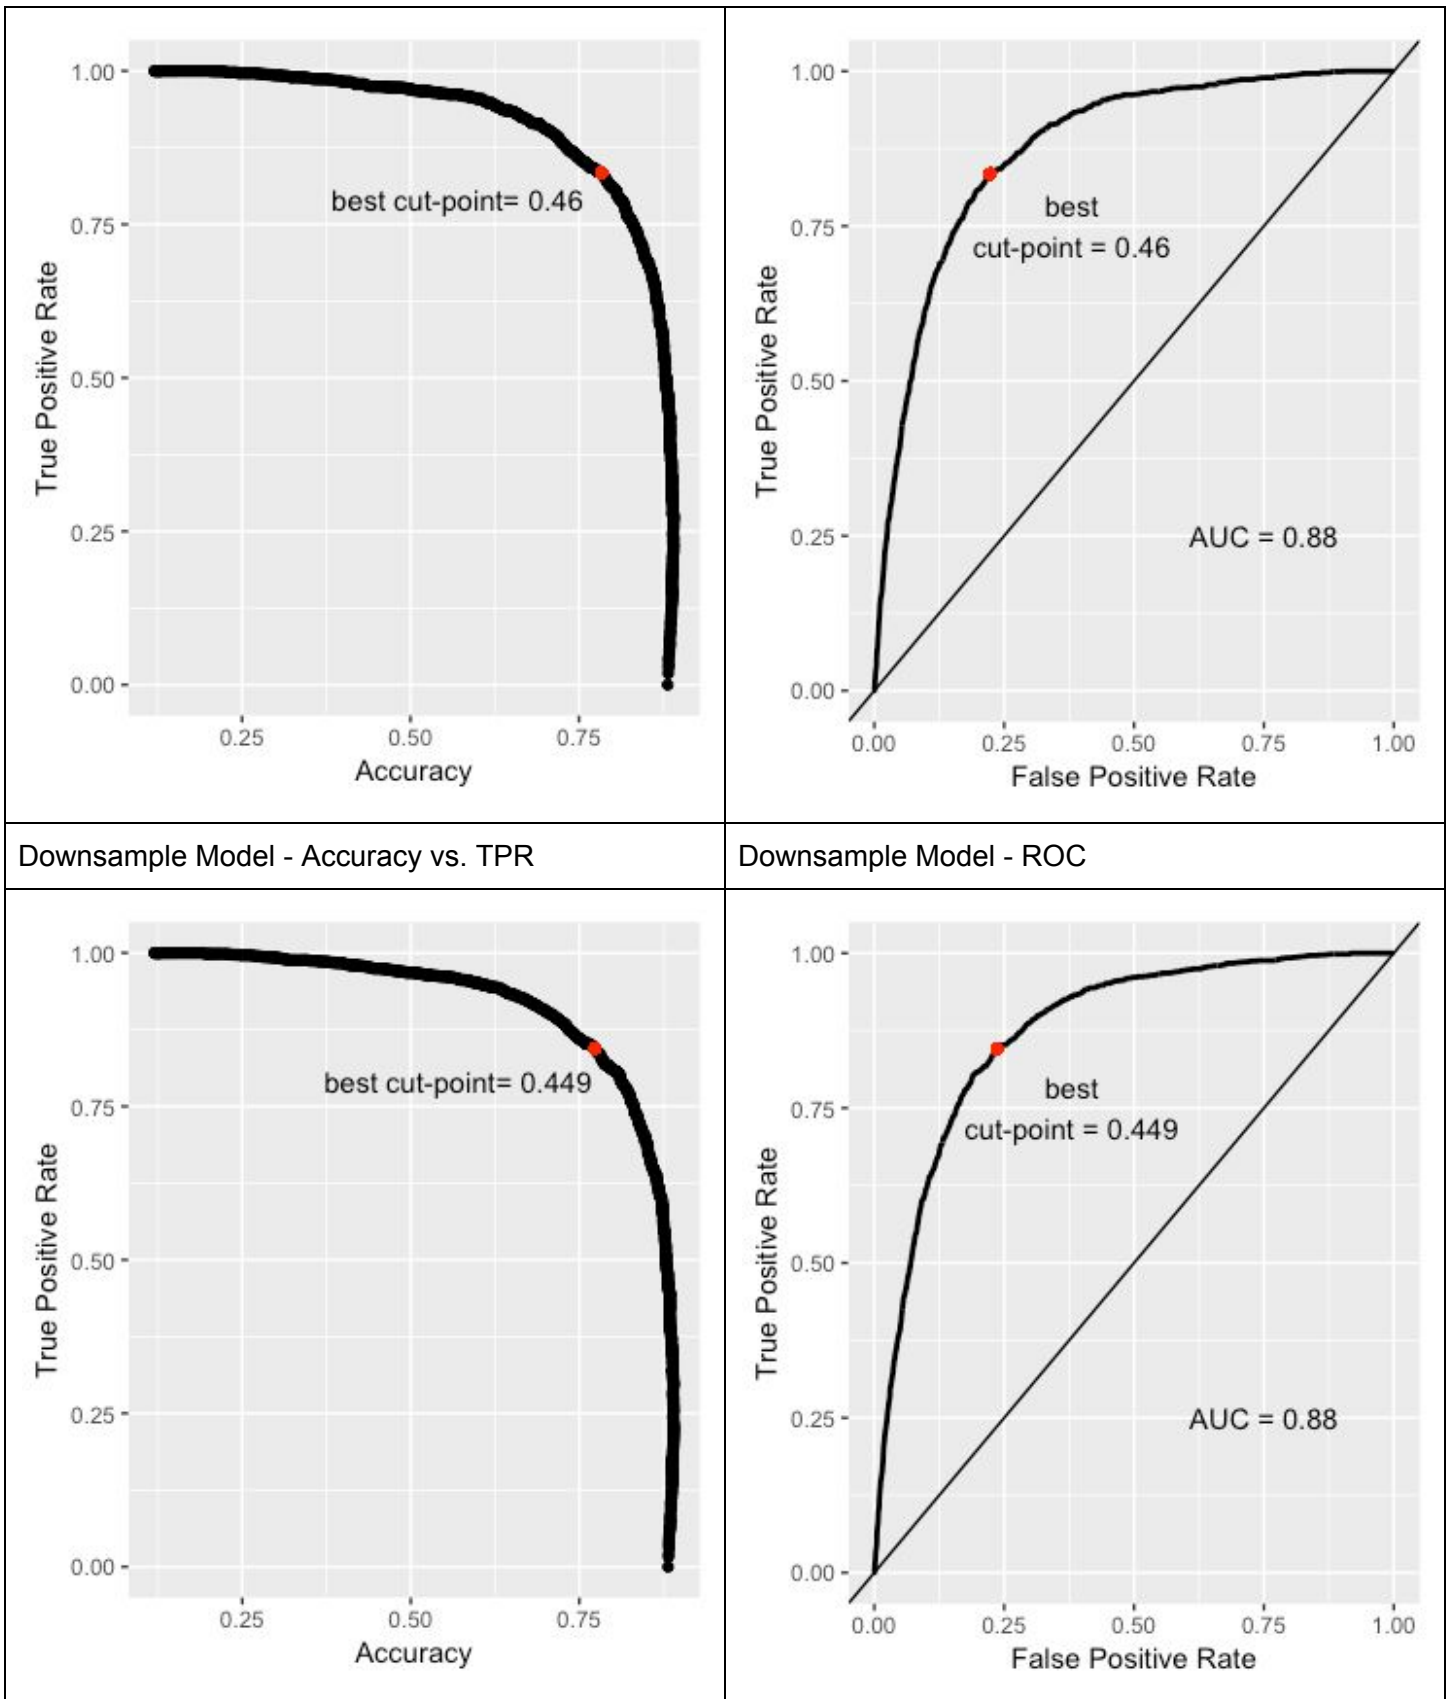 1.00
0.75
0.50
0.25
0.00
True Positive Rate
best cut-point= 0.46
0.25 0.50 0.75
Accuracy
1.00
0.75
0.50
0.25
0.00
True Positive Rate
best
cut-point = 0.46
AUC = 0.88
0.00 0.25 0.50 0.75 1.00
False Positive Rate
Downsample Model - Accuracy vs. TPR
Downsample Model - ROC
1.00
0.75
0.50
0.25
0.00
True Positive Rate
best cut-point= 0.449
0.25 0.50 0.75
Accuracy
1.00
0.75
0.50
0.25
0.00
True Positive Rate
best
cut-point = 0.449
AUC = 0.88
0.00 0.25 0.50 0.75 1.00
False Positive Rate